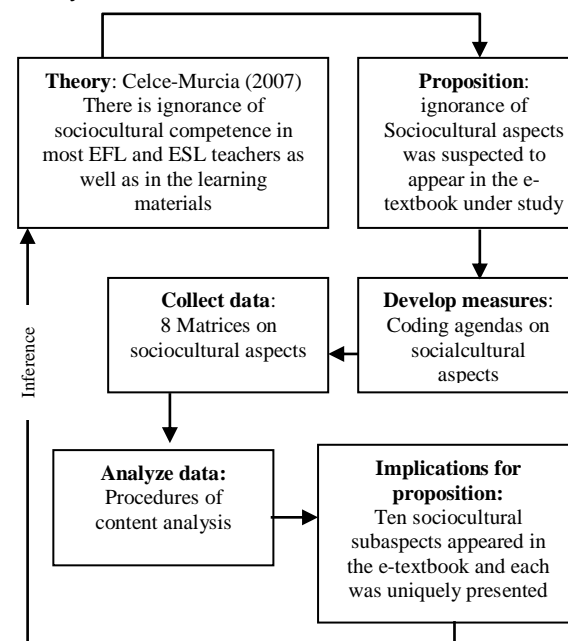 Theory: Celce-Murcia (2007)
There is ignorance of
sociocultural competence in
most EFL and ESL teachers as
well as in the learning
materials
Proposition:
ignorance of
Sociocultural aspects
was suspected to
appear in the e-
textbook under study
Develop measures:
Coding agendas on
socialcultural
aspects
Collect data:
8 Matrices on
sociocultural aspects
Analyze data:
Procedures of
content analysis
Implications for
proposition:
Ten sociocultural
subaspects appeared in
the e-textbook and each
was uniquely presented
Inference